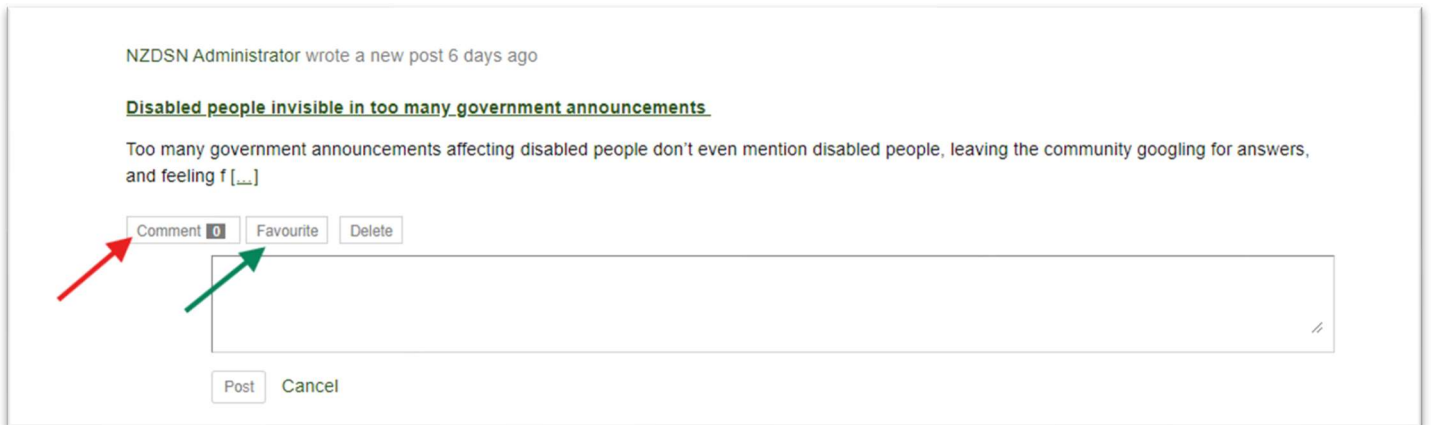 NZDSN Administrator wrote a new post 6 days ago
Disabled people invisible in too many government announcements
Too many government announcements affecting disabled people don't even mention disabled people, leaving the community googling for answers,
and feeling f [...]
Comment 0 Favourite Delete
Post Cancel